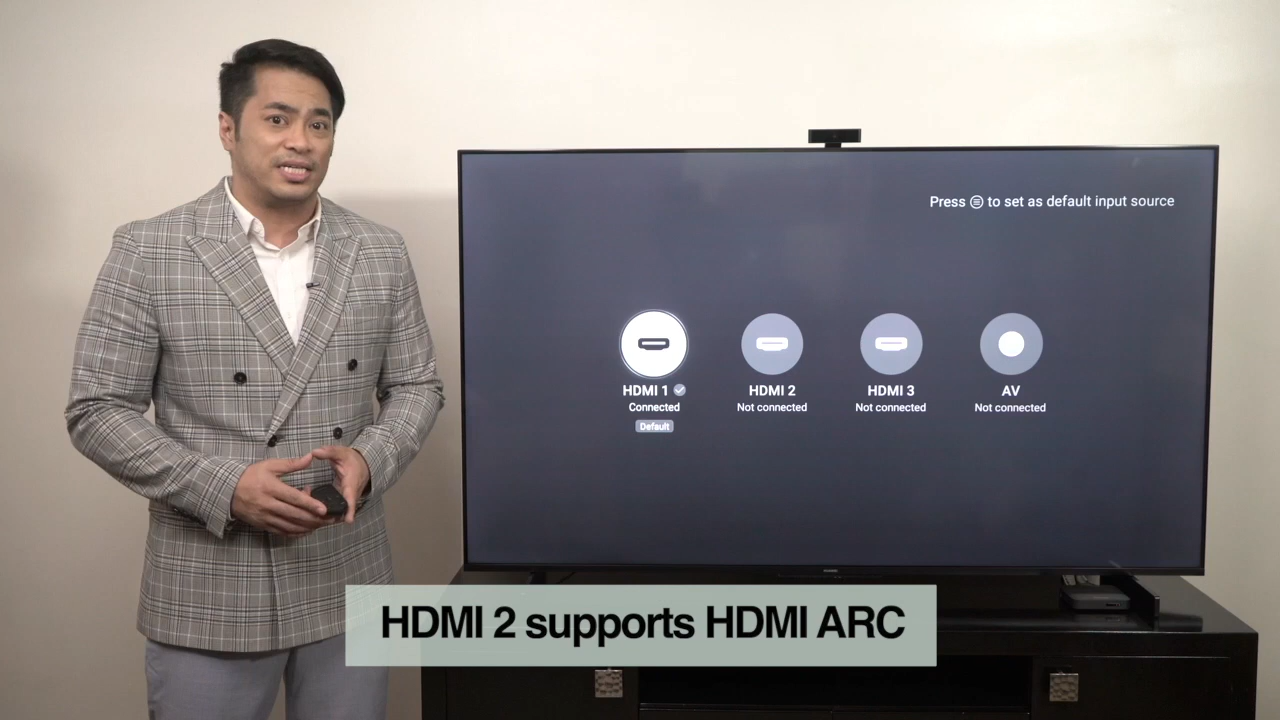 Press to set as default input source
HDMI 1
Connected
Default
HDMI 2
Not connected
HDMI 3
Not connected
AV
Not connected
HDMI 2 supports HDMI ARC